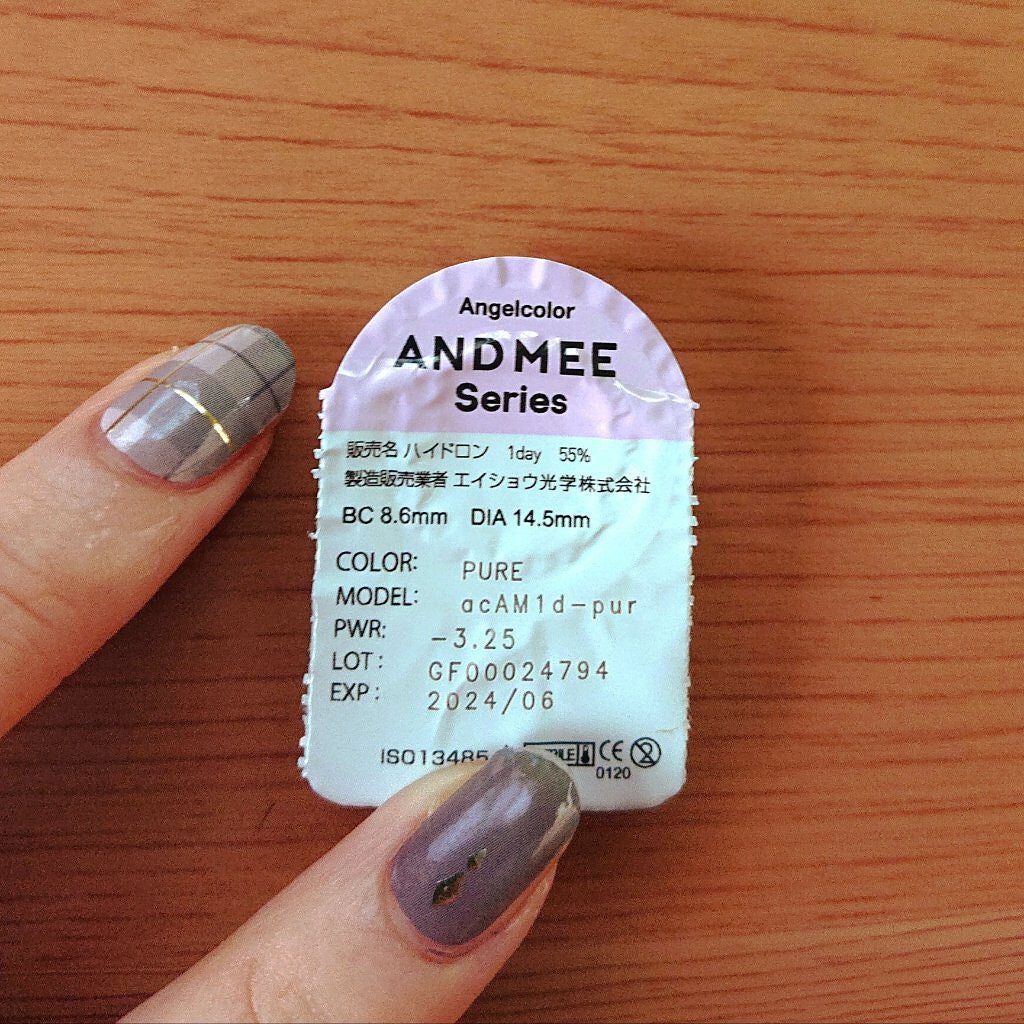 Angelcolor
ANDMEE
Series
販売名 ハイドロン 1day 55%
製造販売業者 エイショウ光学株式会社
BC 8.6mm DIA 14.5mm
COLOR: PURE
MODEL: acAM1d-pur
PWR: -3.25
LOT: GF00024794
EXP: 2024/06
ISO13485 CE
0120